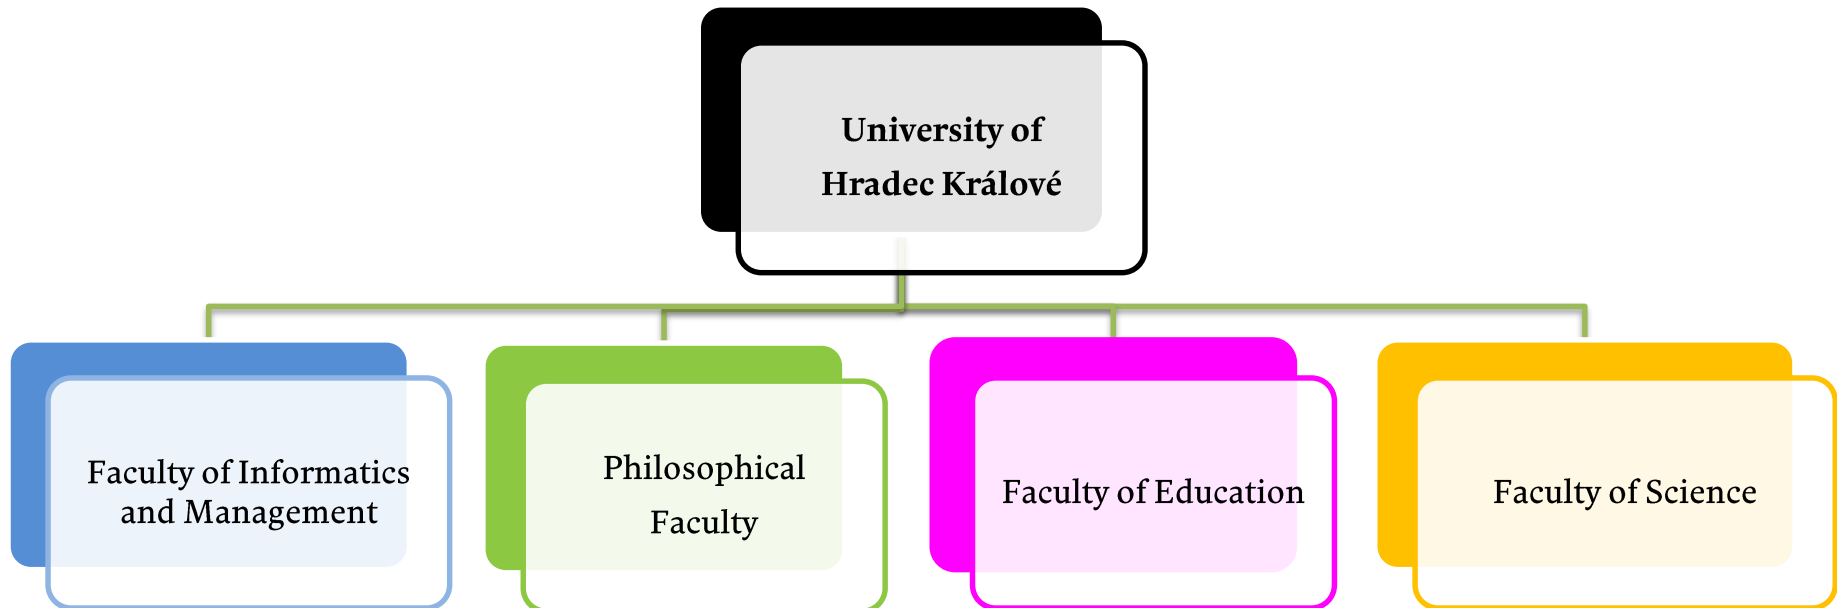 University of
Hradec Králové
Faculty of Informatics
and Management
Philosophical
Faculty
Faculty of Education
Faculty of Science